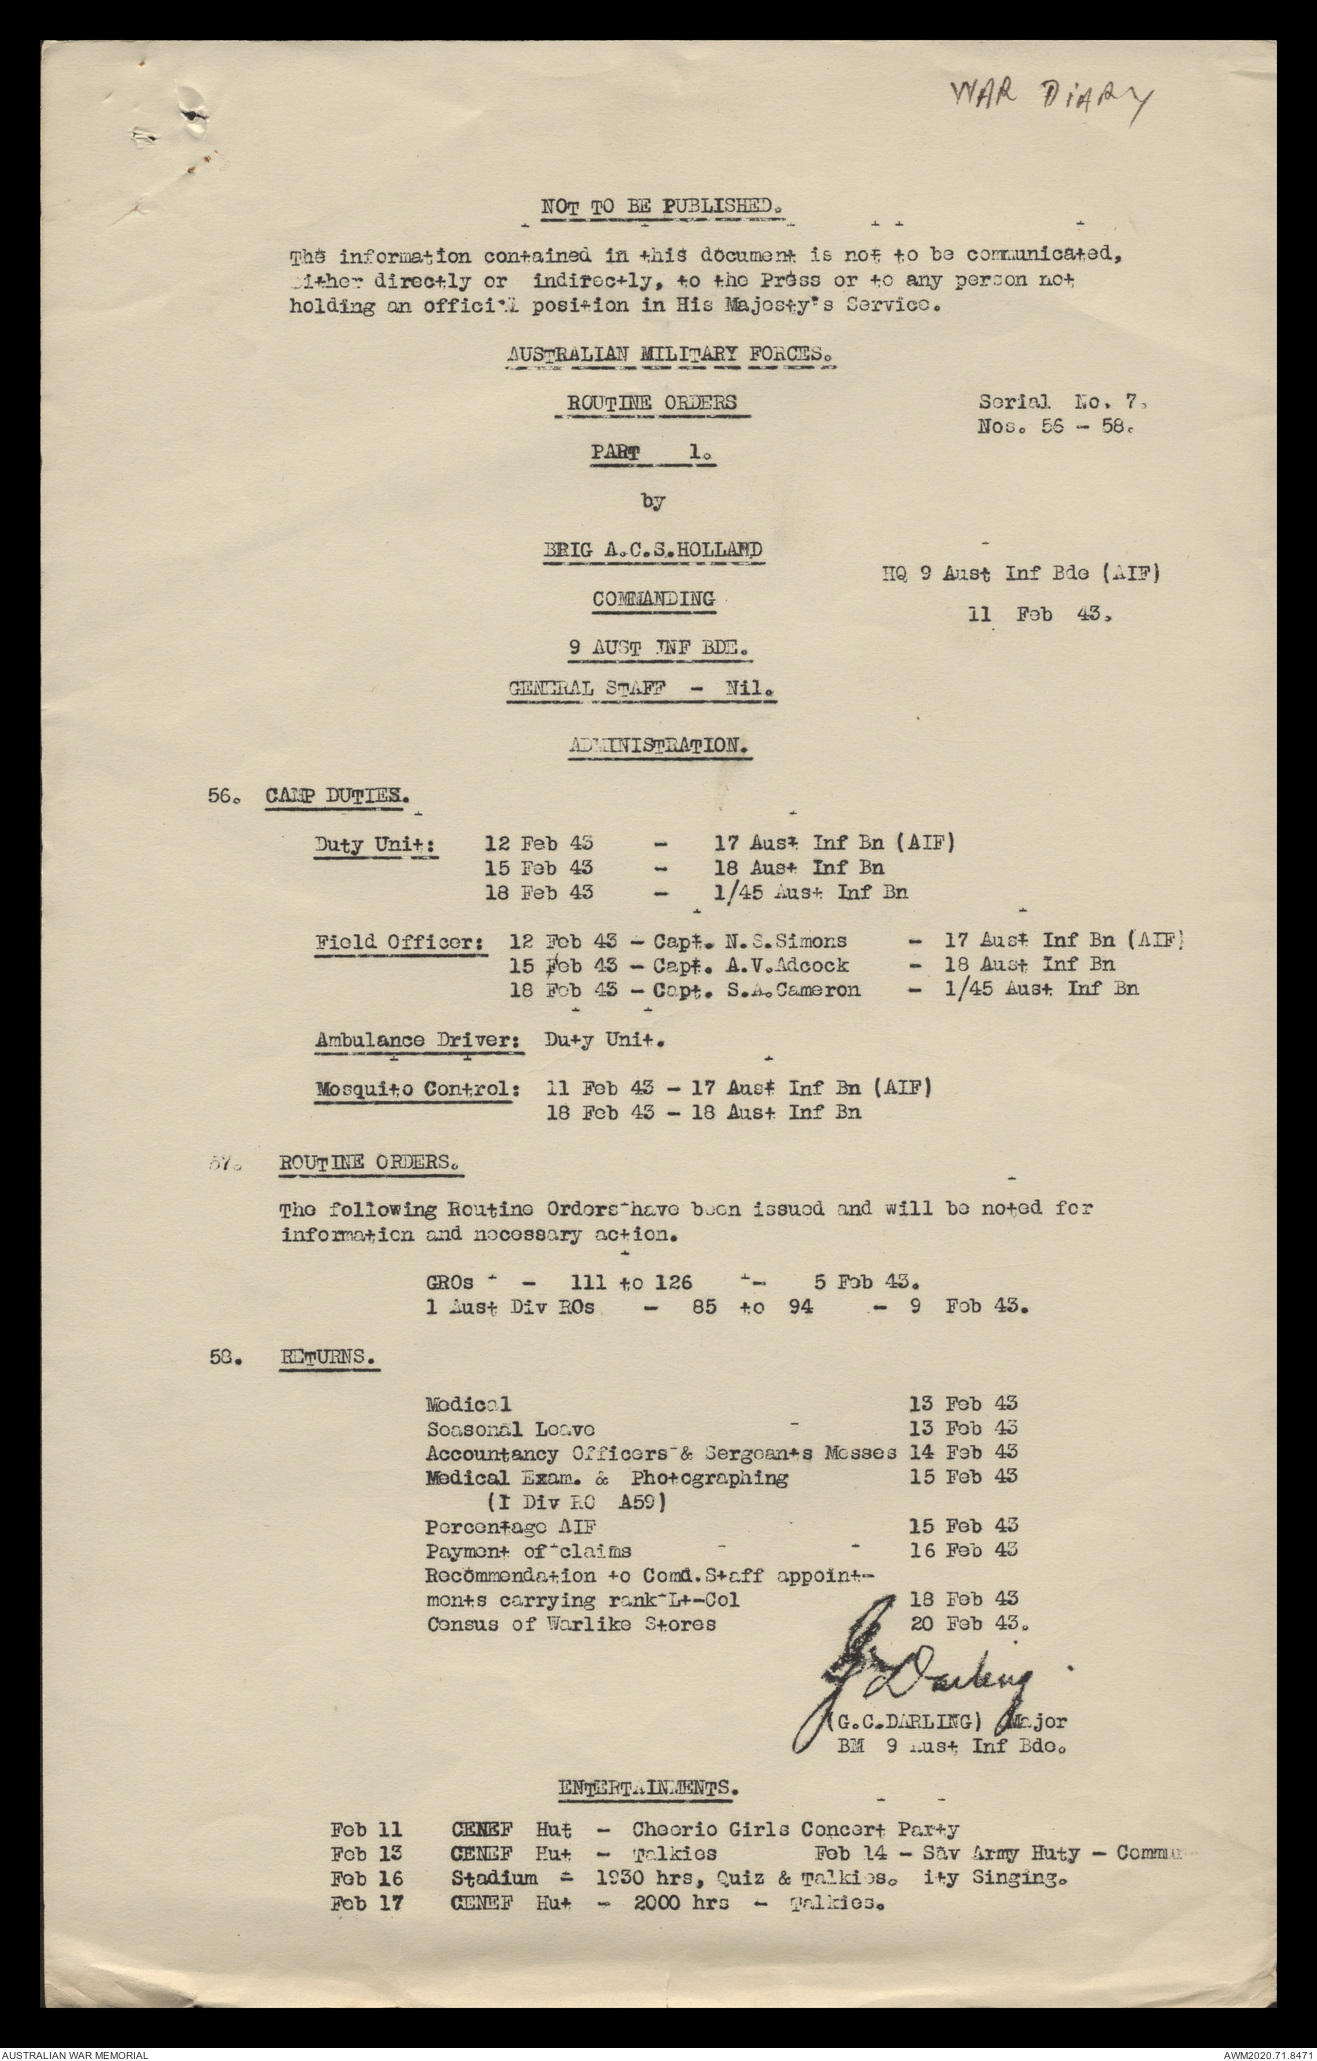 WAR DIARY
NOT TO BE PUBLISHED.
The information contained in this document is not to be communicated,
either directly or indirectly, to the Press or to any person not
holding an official position in His Majesty's Service.
AUSTRALIAN MILITARY FORCES.
ROUTINE ORDERS
Serial No. 7.
Nos. 56 - 58.
PART 1.
by
BRIG A.C.S.HOLLAND
HQ 9 Aust Inf Bde (AIF)
COMMANDING
11 Feb 43.
9 AUST INF BDE.
GENERAL STAFF - Nil.
ADMINISTRATION.
56. CAMP DUTIES.
Duty Unit: 12 Feb 43 - 17 Aust Inf Bn (AIF)
15 Feb 43 - 18 Aust Inf Bn
18 Feb 43 - 1/45 Aust Inf Bn
Field Officer: 12 Feb 43 - Capt. N.S.Simons - 17 Aust Inf Bn (AIF)
15 Feb 43 - Capt. A.V.Adcock - 18 Aust Inf Bn
18 Feb 43 - Capt. S.A.Cameron - 1/45 Aust Inf Bn
Ambulance Driver: Duty Unit.
Mosquito Control: 11 Feb 43 - 17 Aust Inf Bn (AIF)
18 Feb 43 - 18 Aust Inf Bn
57. ROUTINE ORDERS.
The following Routine Orders have been issued and will be noted for
information and necessary action.
GROs - 111 to 126 - 5 Feb 43.
1 Aust Div ROs - 85 to 94 - 9 Feb 43.
58. RETURNS.
Medical 13 Feb 43
Seasonal Leave 13 Feb 43
Accountancy Officers & Sergeants Messes 14 Feb 43
Medical Exam. & Photographing 15 Feb 43
(1 Div RO A59)
Percentage AIF 15 Feb 43
Payment of claims 16 Feb 43
Recommendation to Comd.Staff appoint-
ments carrying rank Lt-Col 18 Feb 43
Census of Warlike Stores 20 Feb 43.
Darling
(G.C.DARLING) Major
BM 9 Aust Inf Bde.
ENTERTAINMENTS.
Feb 11 CENEF Hut - Cheerio Girls Concert Party
Feb 13 CENEF Hut - Talkies Feb 14 - Sav Army Huty - Commun-
Feb 16 Stadium - 1930 hrs, Quiz & Talkies. ity Singing.
Feb 17 CENEF Hut - 2000 hrs - Talkies.
AUSTRALIAN WAR MEMORIAL
AWM2020.71.8471